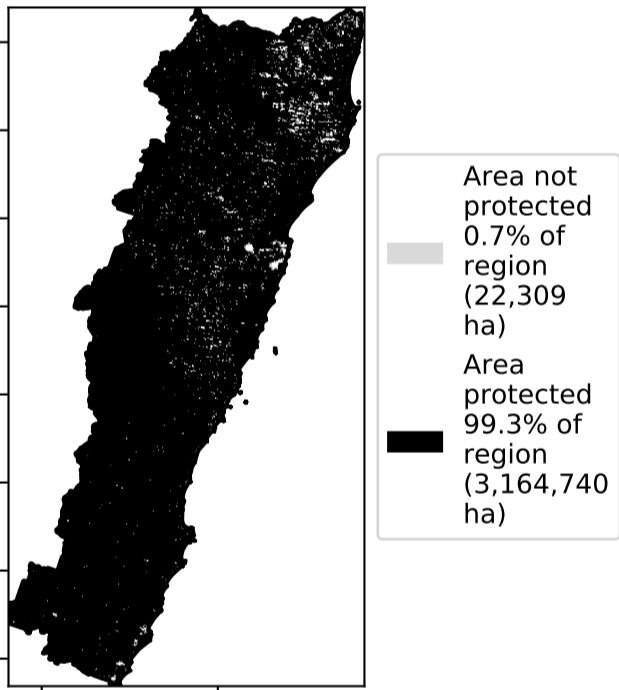 Area not
protected
0.7% of
region
(22,309
ha)
Area
protected
99.3% of
region
(3,164,740
ha)